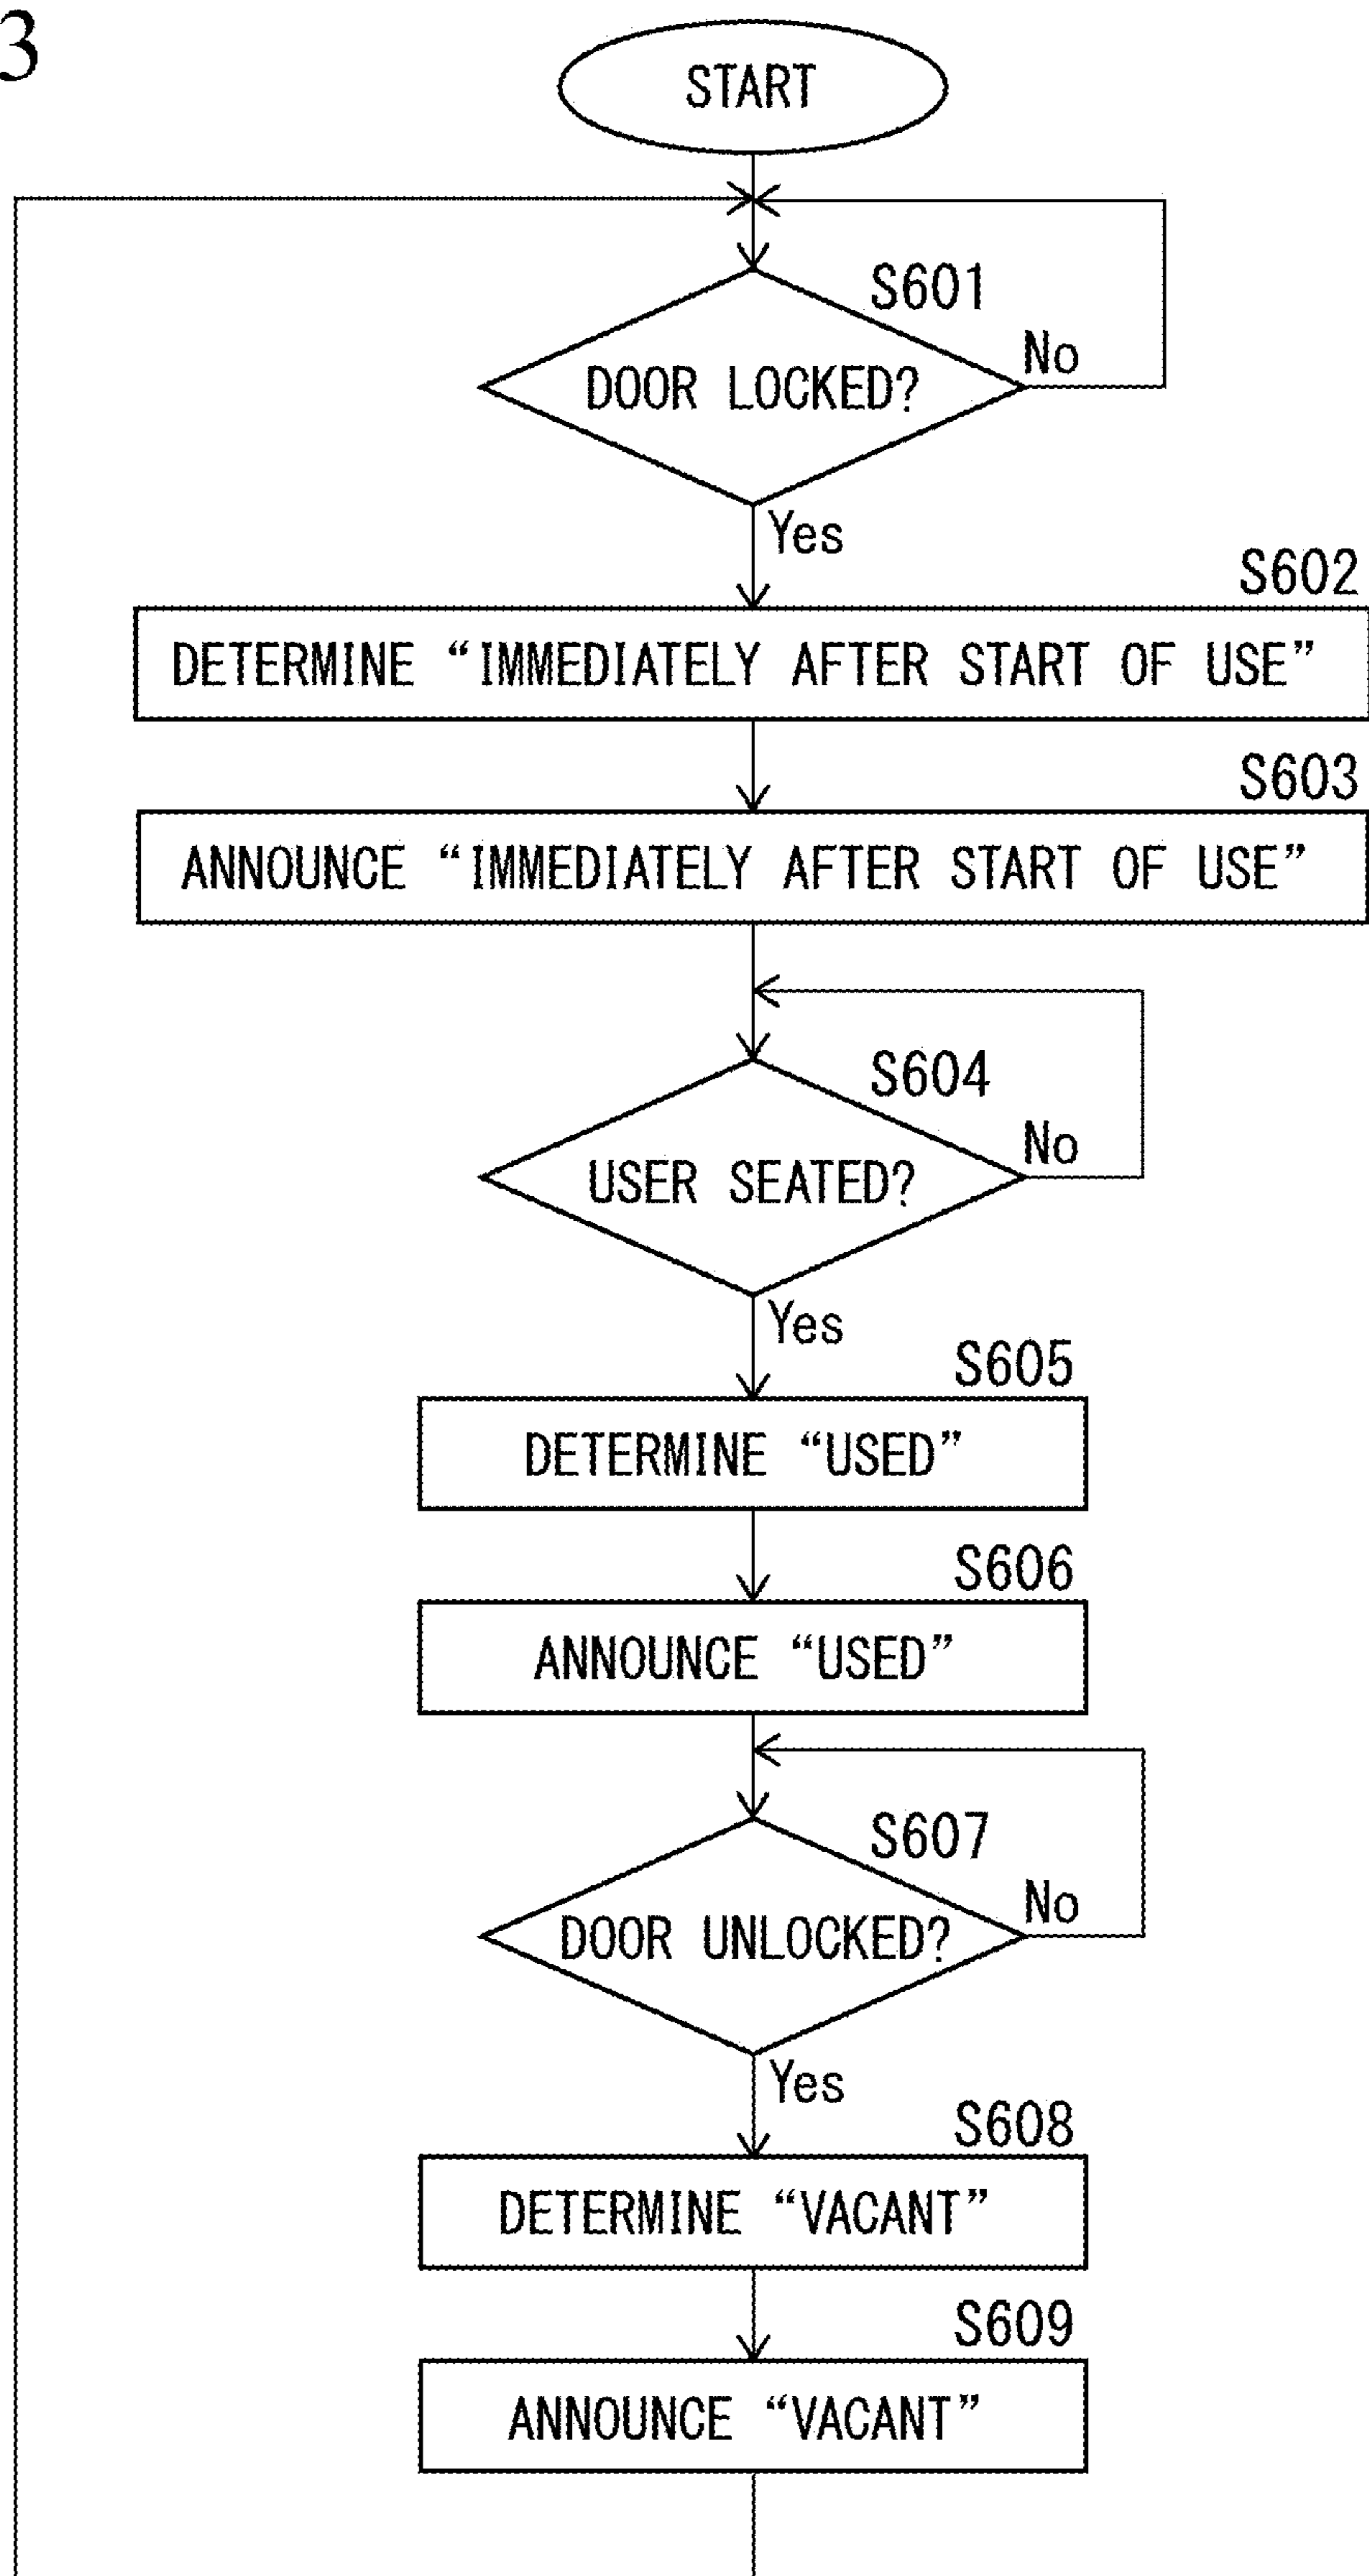 3
START
S601
DOOR LOCKED?
No
Yes
S602
DETERMINE “IMMEDIATELY AFTER START OF USE”
S603
ANNOUNCE “IMMEDIATELY AFTER START OF USE”
S604
USER SEATED?
No
Yes
S605
DETERMINE “USED”
S606
ANNOUNCE “USED”
S607
DOOR UNLOCKED?
No
Yes
S608
DETERMINE “VACANT”
S609
ANNOUNCE “VACANT”